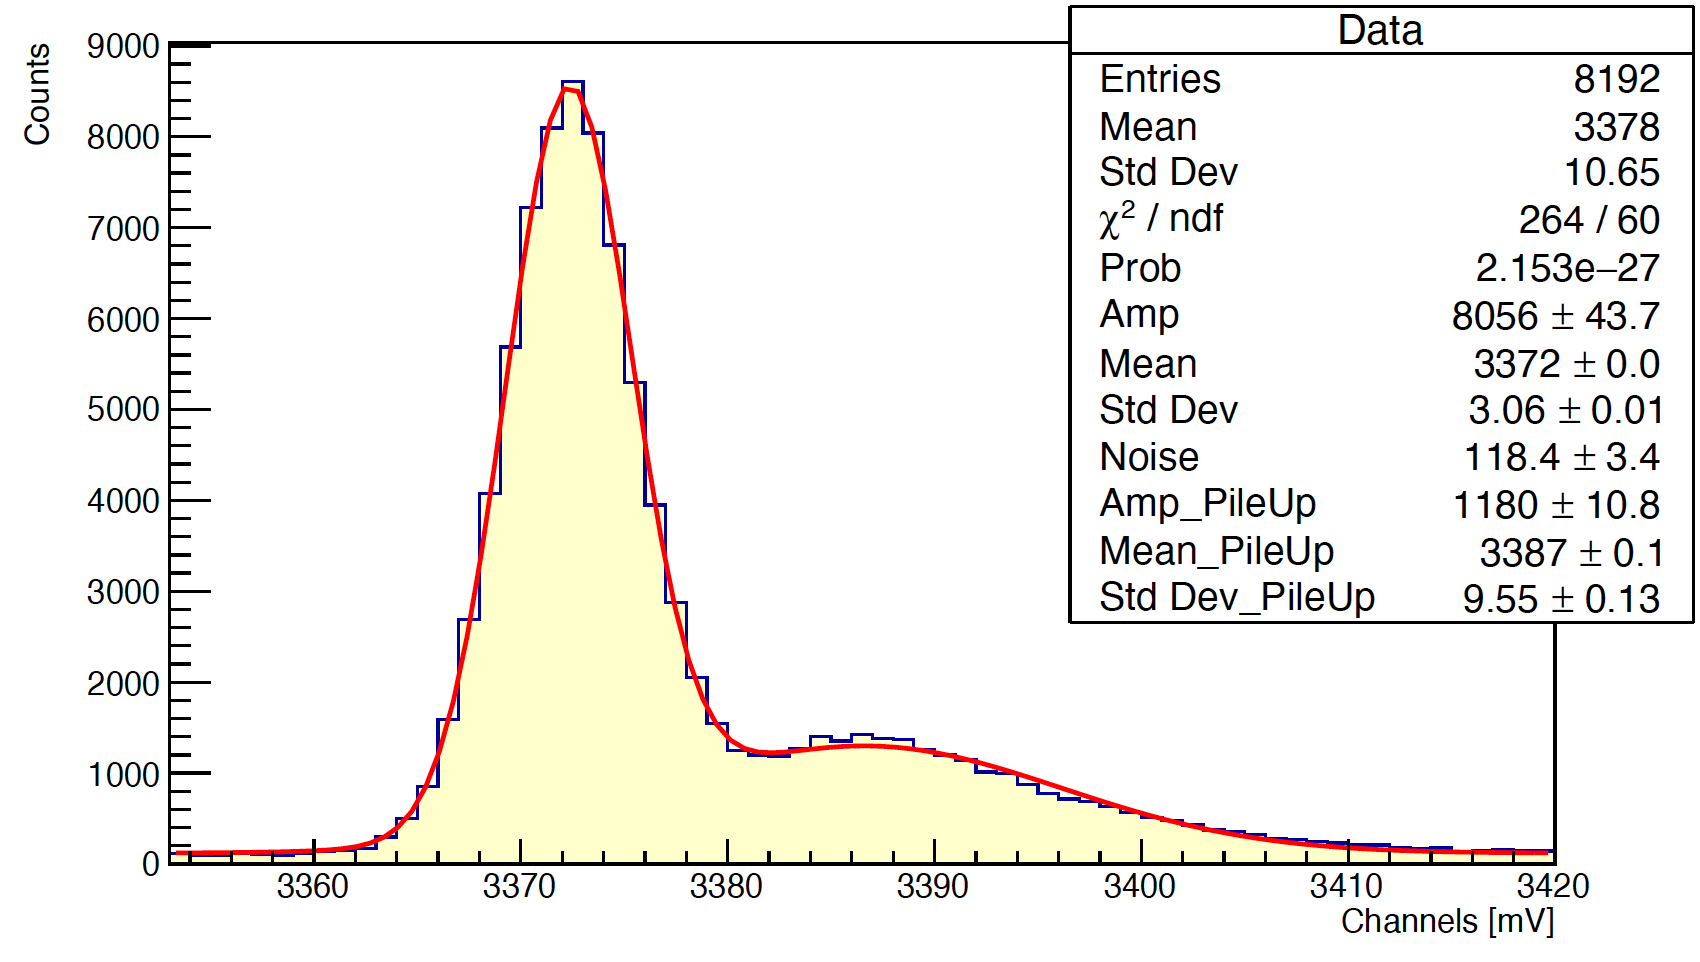 Counts
9000
8000
7000
6000
5000
4000
3000
2000
1000
0
3360 3370 3380 3390 3400 3410 3420
Channels [mV]
Data
Entries 8192
Mean 3378
Std Dev 10.65
χ² / ndf 264 / 60
Prob 2.153e−27
Amp 8056 ± 43.7
Mean 3372 ± 0.0
Std Dev 3.06 ± 0.01
Noise 118.4 ± 3.4
Amp_PileUp 1180 ± 10.8
Mean_PileUp 3387 ± 0.1
Std Dev_PileUp 9.55 ± 0.13